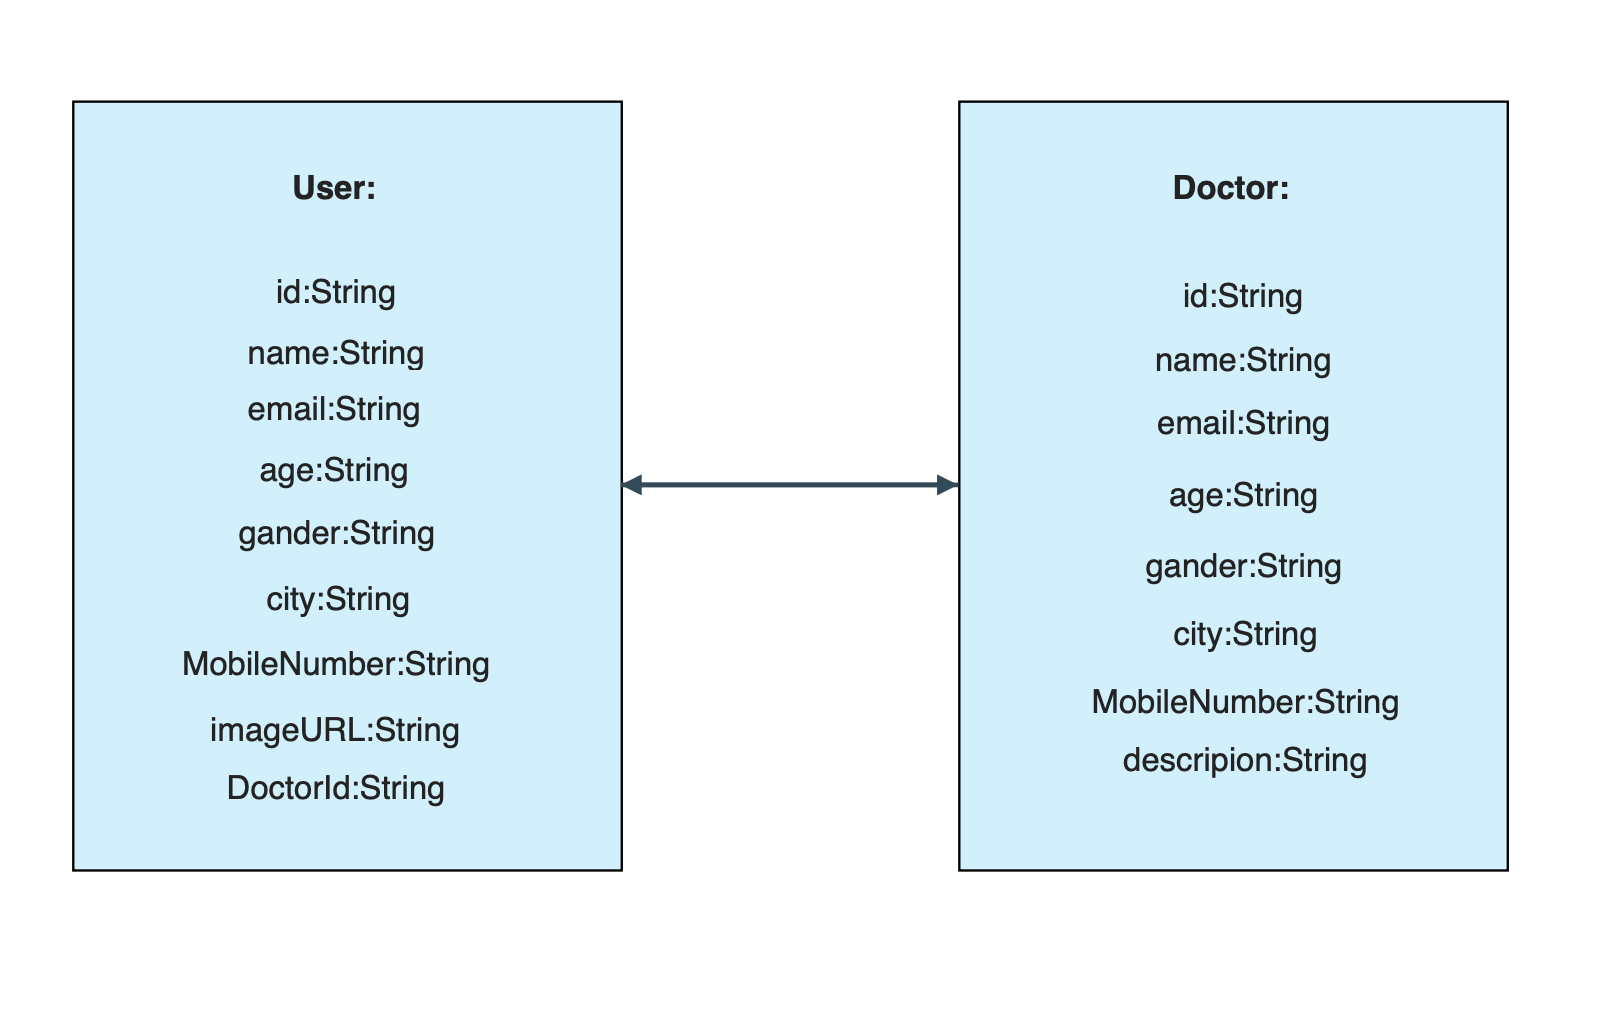 User:
id:String
name:String
email:String
age:String
gander:String
city:String
MobileNumber:String
imageURL:String
DoctorId:String
Doctor:
id:String
name:String
email:String
age:String
gander:String
city:String
MobileNumber:String
descripion:String